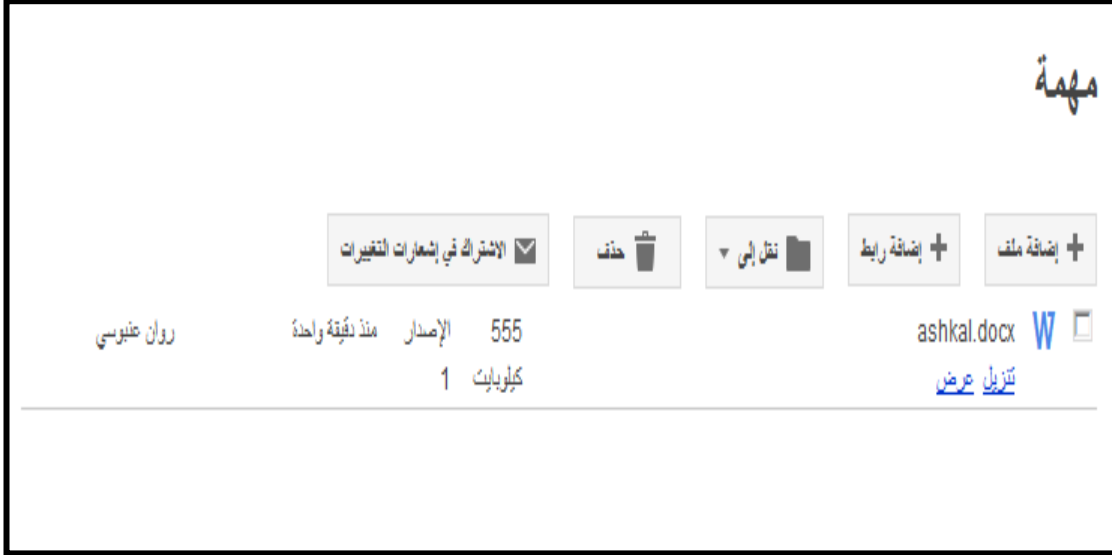 مهمة
إضافة ملف إضافة رابط نقل إلى حذف الاشتراك في إشعارات التغييرات
ashkal.docx 555 الإصدار منذ دقيقة واحدة روان عنبوسي
تنزيل عرض كيلوبايت 1